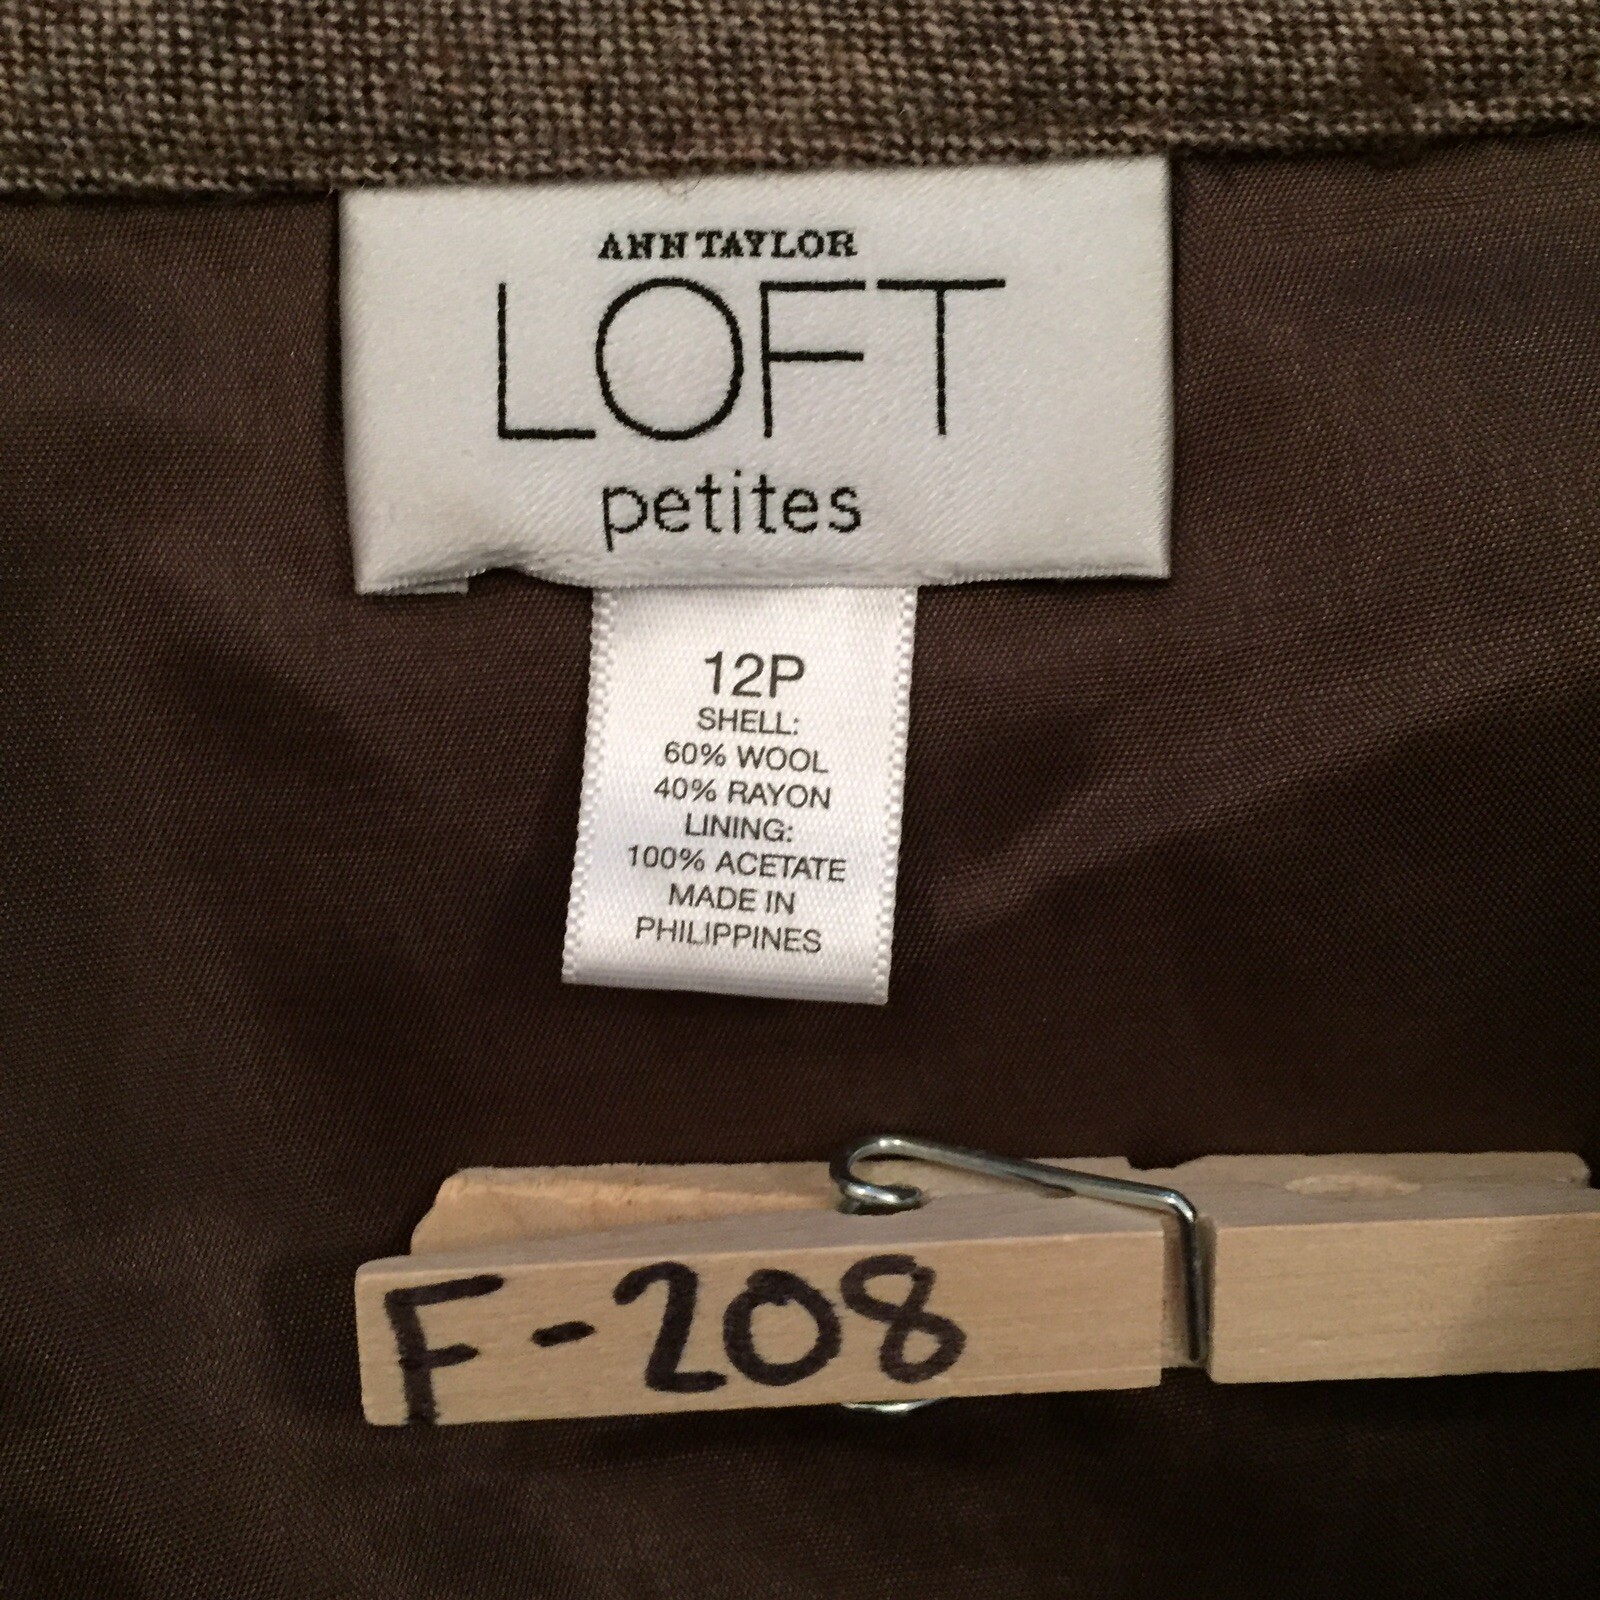 ANN TAYLOR
LOFT
petites
12P
SHELL:
60% WOOL
40% RAYON
LINING:
100% ACETATE
MADE IN
PHILIPPINES
F-208